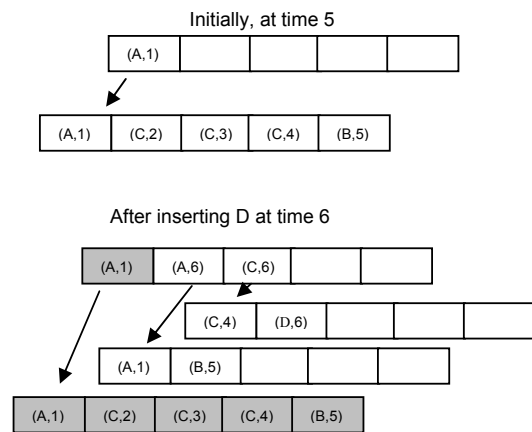 Initially, at time 5
(A,1)
(A,1) (C,2) (C,3) (C,4) (B,5)
After inserting D at time 6
(A,1) (A,6) (C,6)
(C,4) (D,6)
(A,1) (B,5)
(A,1) (C,2) (C,3) (C,4) (B,5)